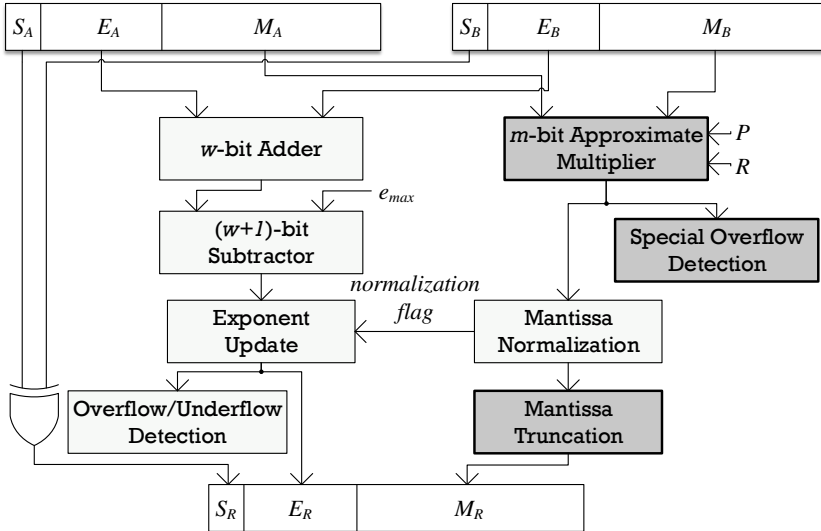 S_A E_A M_A S_B E_B M_B
w-bit Adder
m-bit Approximate
Multiplier
P
R
(w+1)-bit
Subtractor
e_max
Special Overflow
Detection
normalization
flag
Exponent
Update
Mantissa
Normalization
Overflow/Underflow
Detection
Mantissa
Truncation
S_R E_R M_R